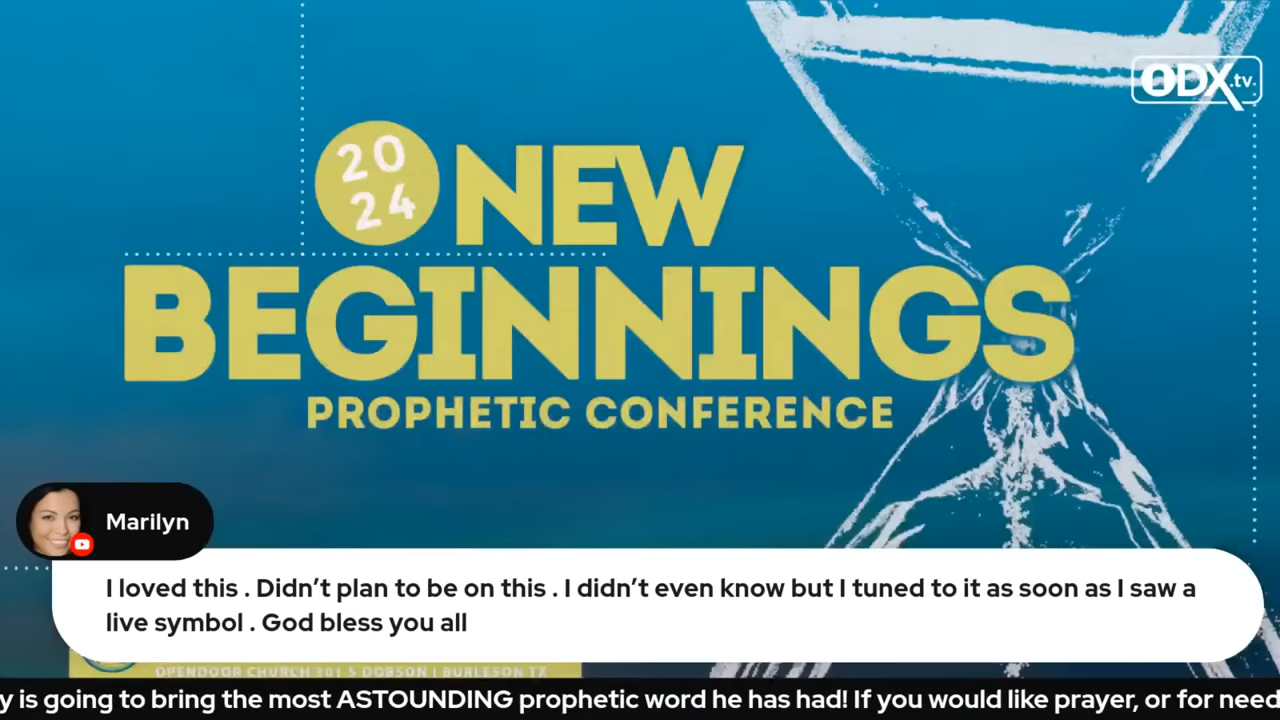 ODX.tv
20
24
NEW
BEGINNINGS
PROPHETIC CONFERENCE
Marilyn
I loved this . Didn’t plan to be on this . I didn’t even know but I tuned to it as soon as I saw a
live symbol . God bless you all
OPENDOOR CHURCH 301 S DOBSON | BURLESON TX
y is going to bring the most ASTOUNDING prophetic word he has had! If you would like prayer, or for need